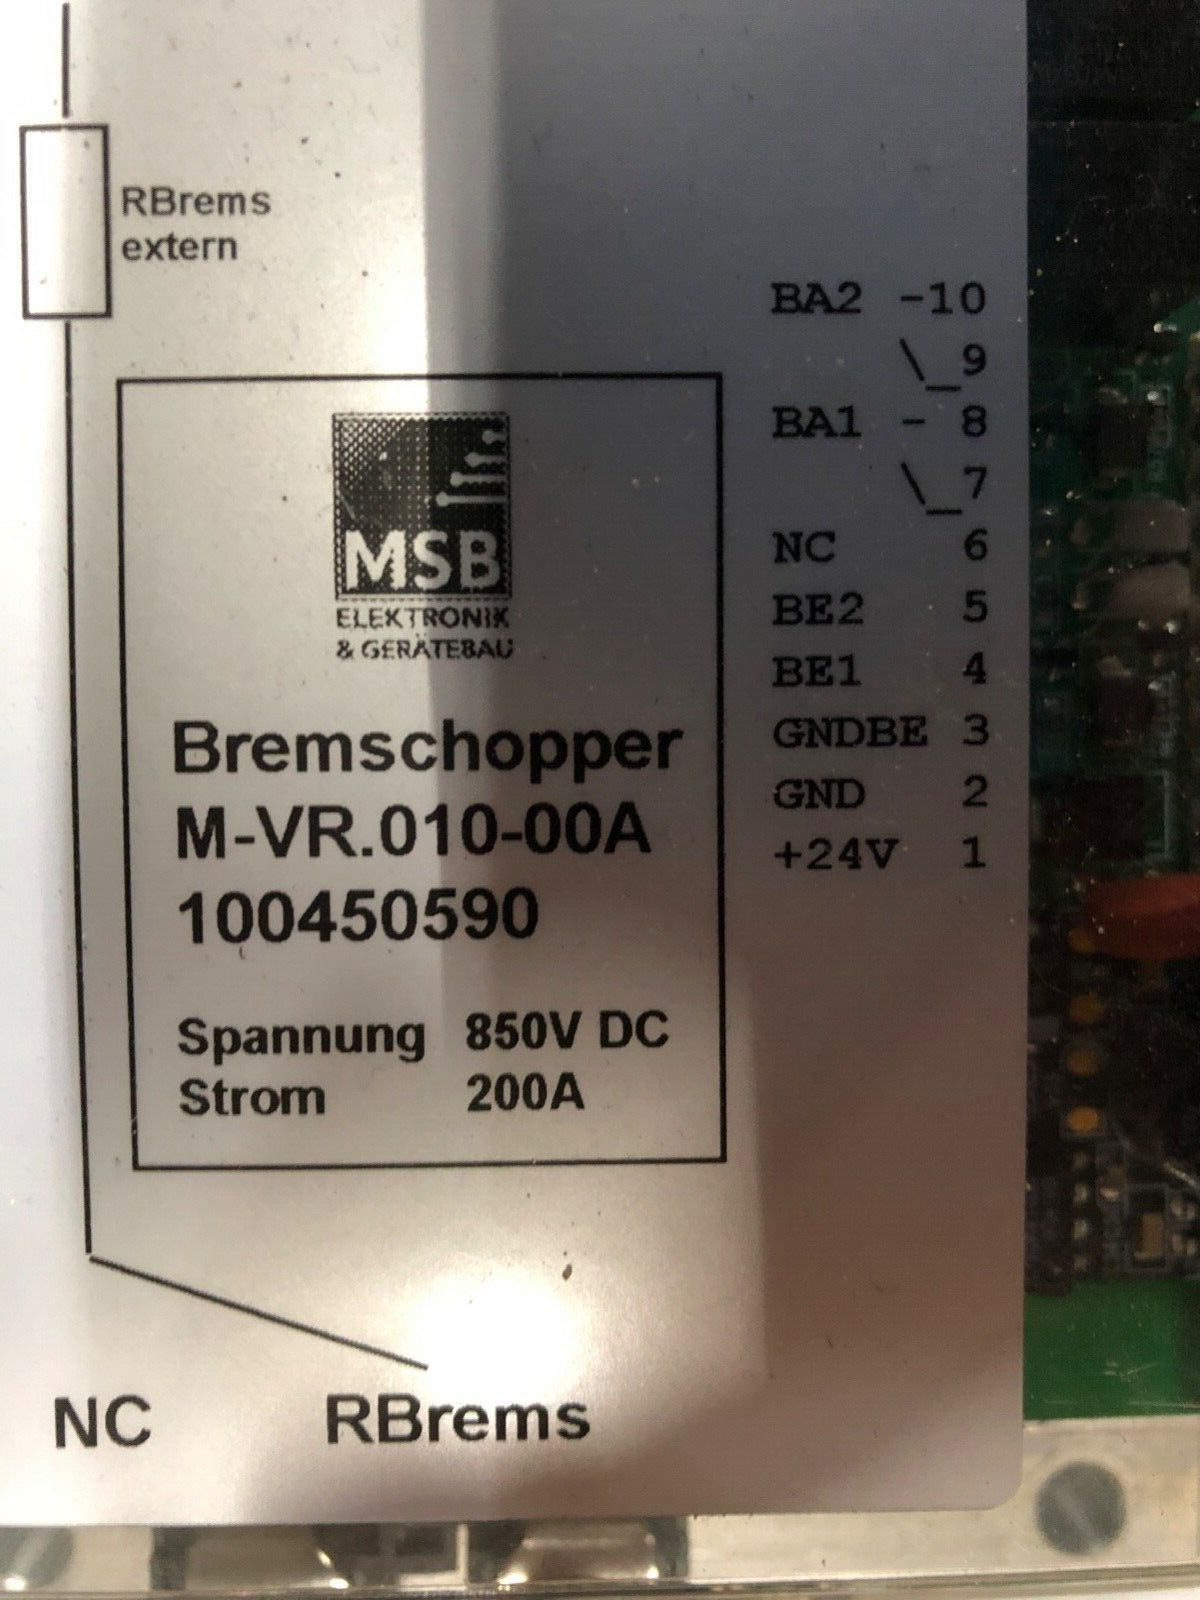 RBrems
extern
MSB
ELEKTRONIK
& GERÄTEBAU
Bremschopper
M-VR.010-00A
100450590
Spannung 850V DC
Strom 200A
BA2 -10
\_9
BA1 - 8
\_7
NC 6
BE2 5
BE1 4
GNDBE 3
GND 2
+24V 1
NC RBrems